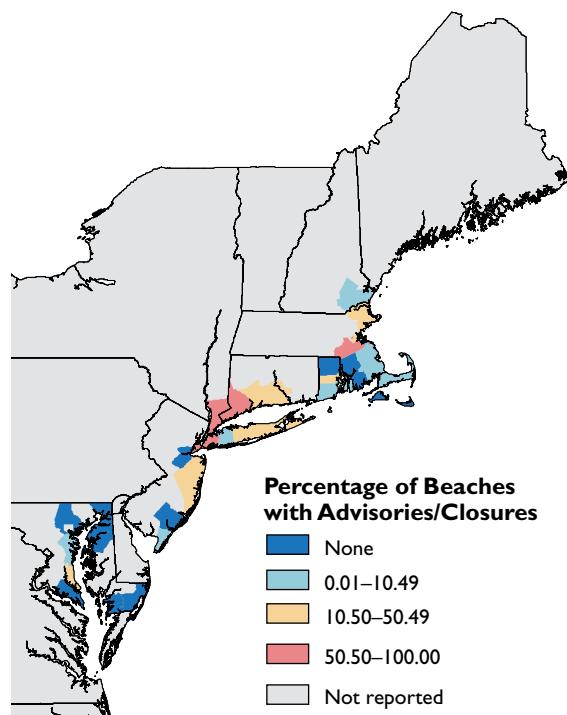 Percentage of Beaches
with Advisories/Closures
None
0.01–10.49
10.50–50.49
50.50–100.00
Not reported